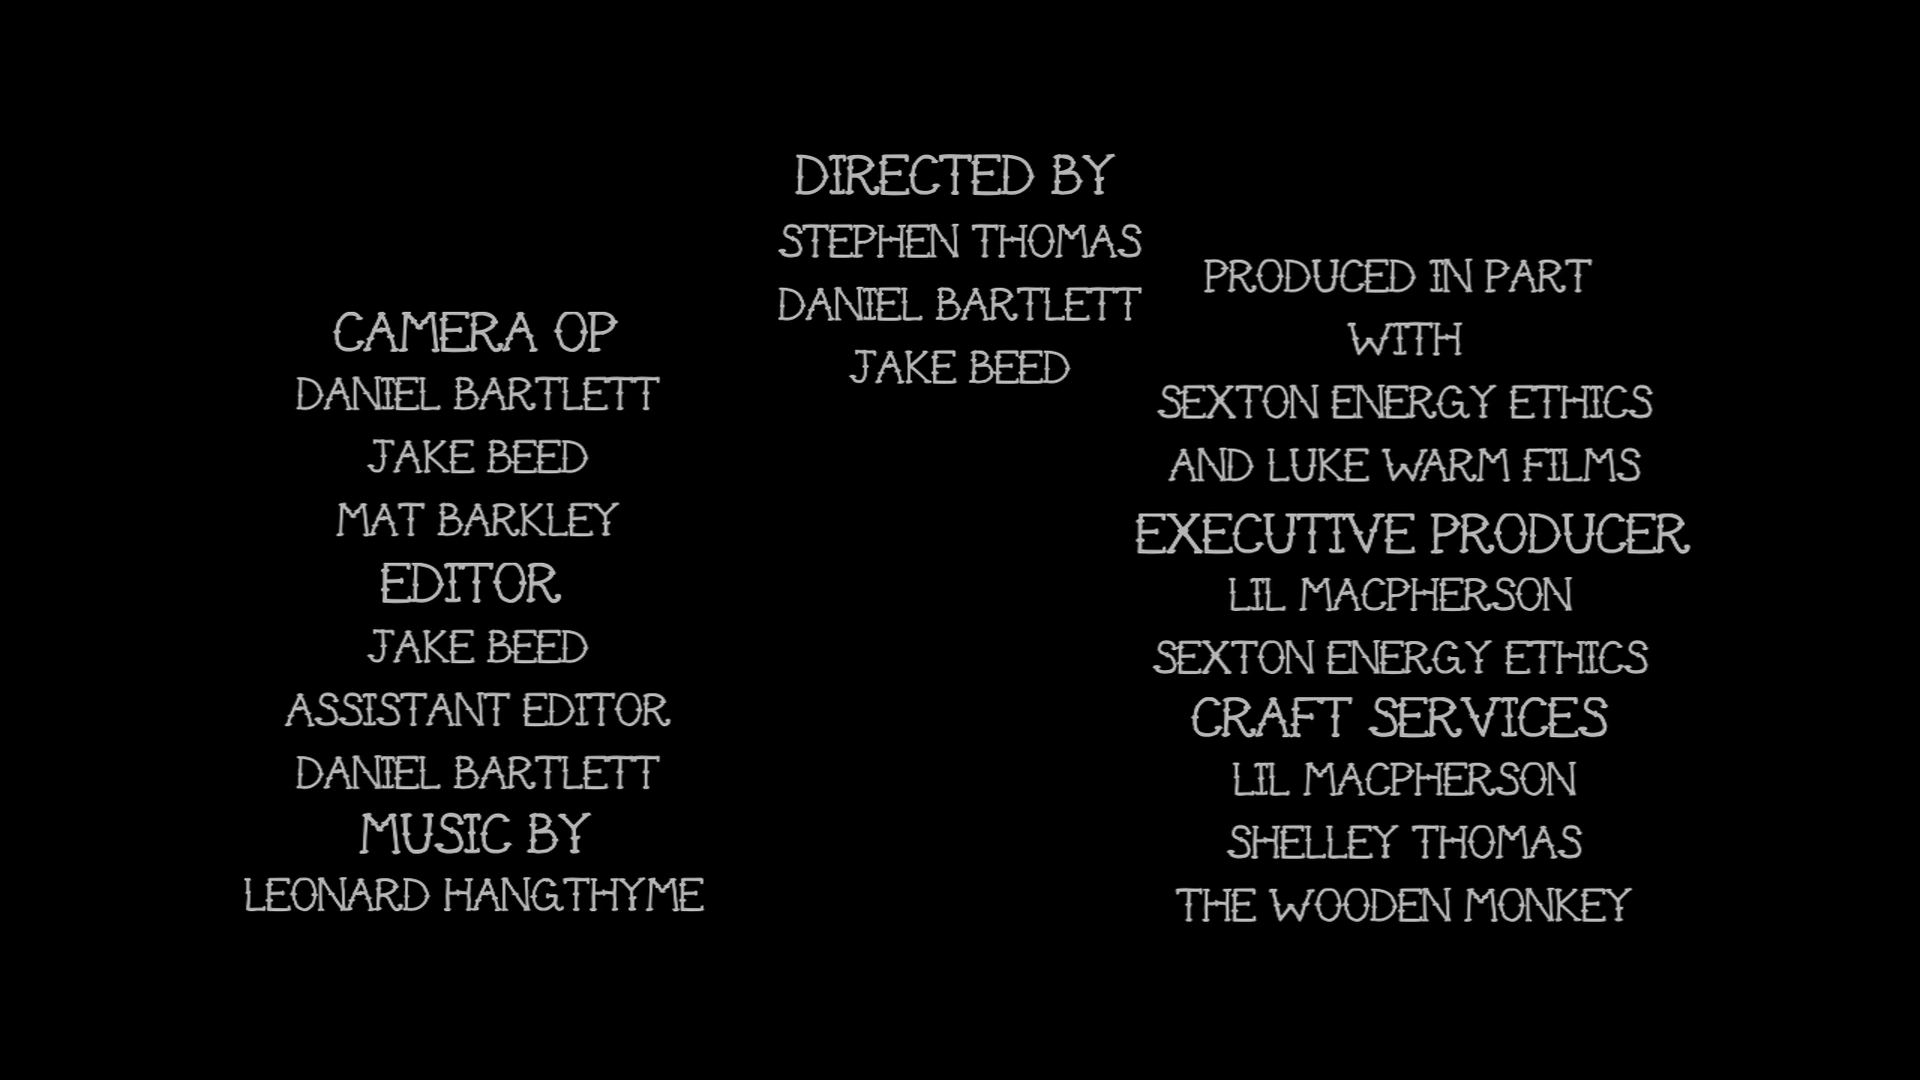 DIRECTED BY
STEPHEN THOMAS
DANIEL BARTLETT
JAKE BEED
CAMERA OP
DANIEL BARTLETT
JAKE BEED
MAT BARKLEY
EDITOR
JAKE BEED
ASSISTANT EDITOR
DANIEL BARTLETT
MUSIC BY
LEONARD HANGTHYME
PRODUCED IN PART
WITH
SEXTON ENERGY ETHICS
AND LUKE WARM FILMS
EXECUTIVE PRODUCER
LIL MACPHERSON
SEXTON ENERGY ETHICS
CRAFT SERVICES
LIL MACPHERSON
SHELLEY THOMAS
THE WOODEN MONKEY